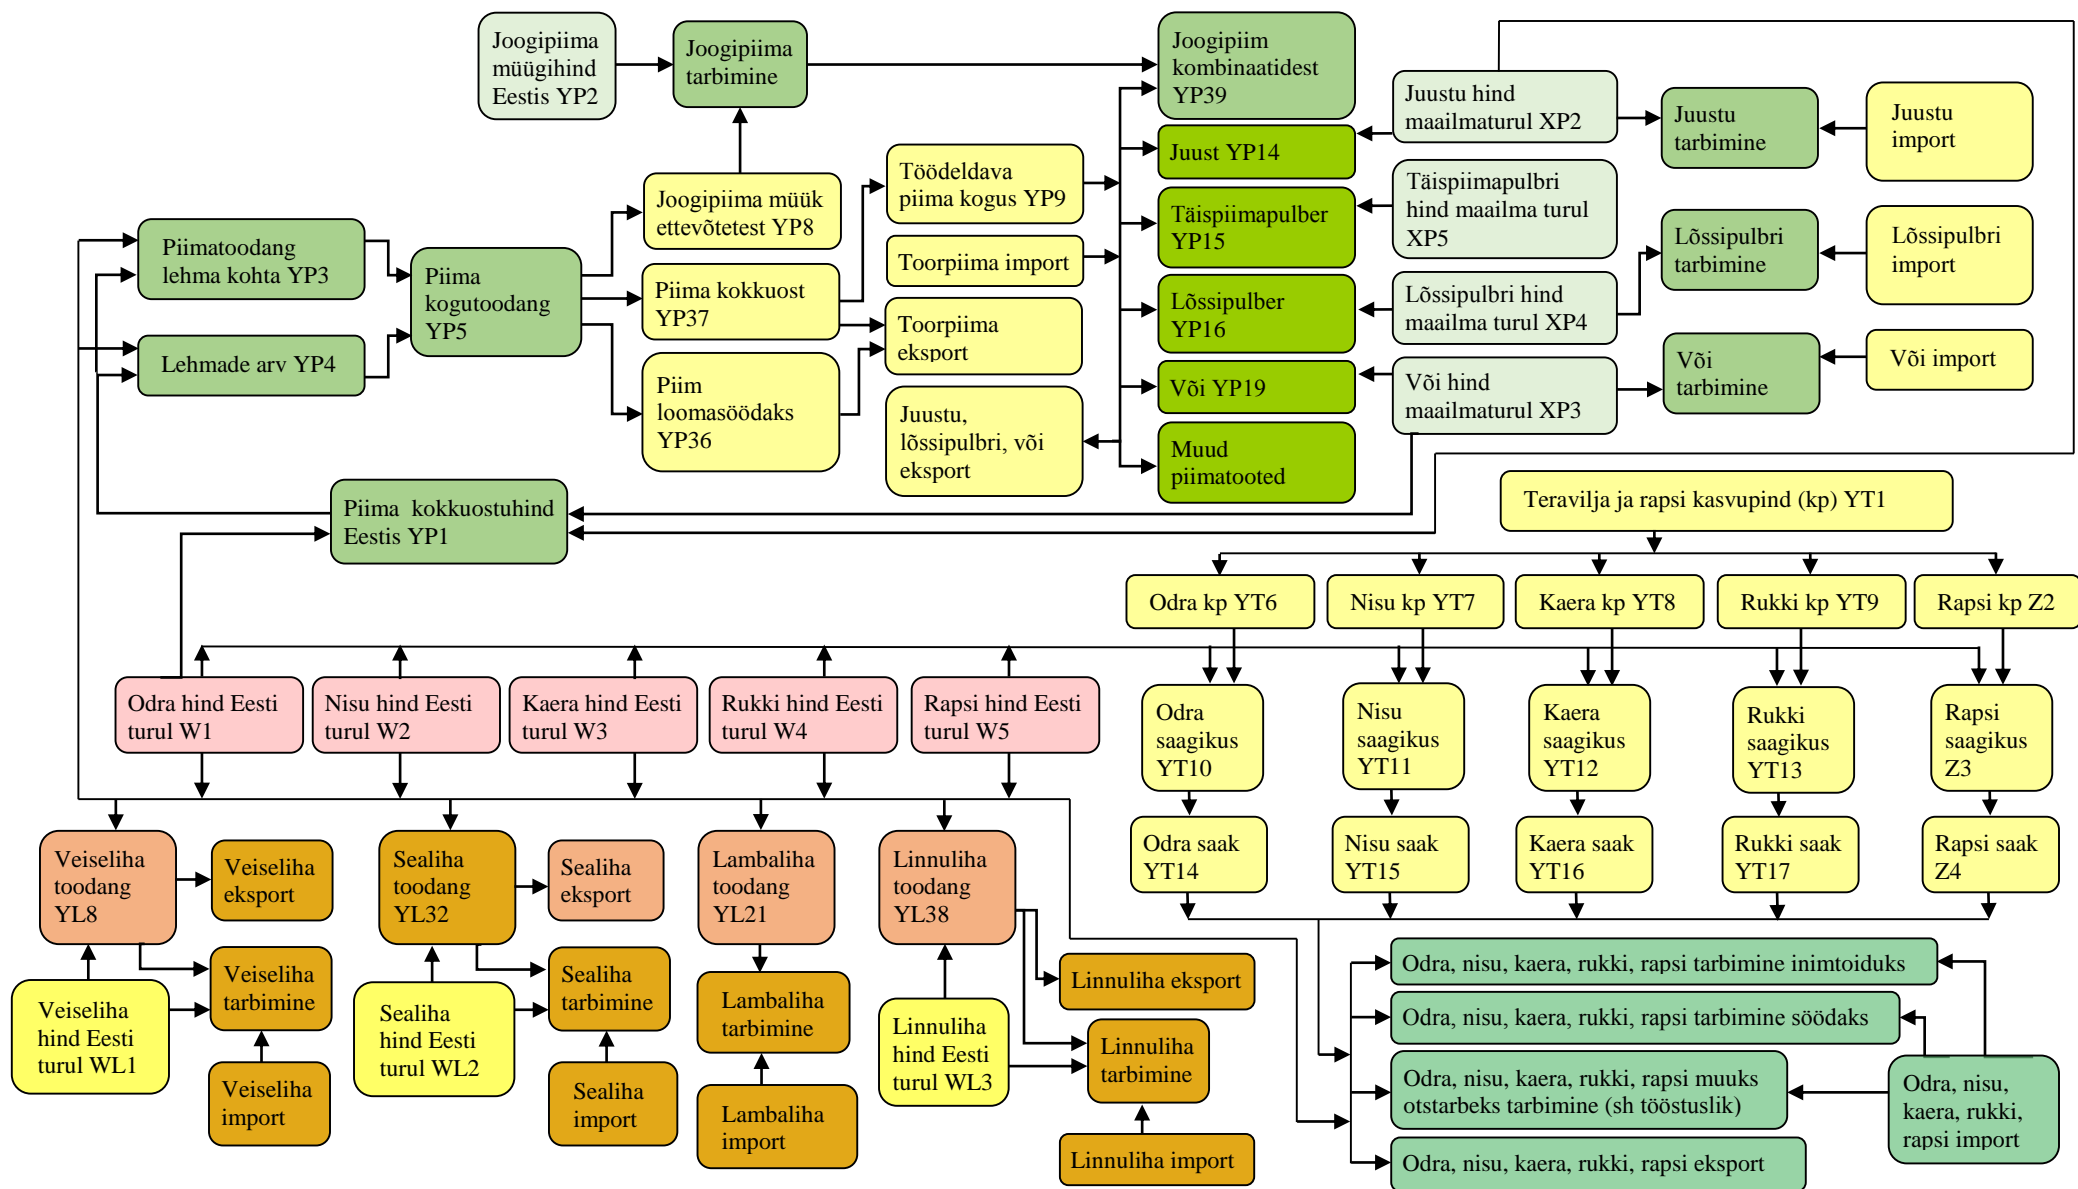 Joogipiima
müügihind
Eestis YP2
Joogipiima
tarbimine
Joogipiim
kombinaatidest
YP39
Juustu hind
maailmaturul XP2
Juustu
tarbimine
Juustu
import
Juust YP14
Töödeldava
piima kogus YP9
Joogipiima müük
ettevõtetest YP8
Täispiimapulber
YP15
Täispiimapulbri
hind maailma turul
XP5
Lõssipulbri
tarbimine
Lõssipulbri
import
Piimatoodang
lehma kohta YP3
Piima
kogutoodang
YP5
Toorpiima import
Piima kokkuost
YP37
Lõssipulber
YP16
Lõssipulbri hind
maailma turul XP4
Toorpiima
eksport
Lehmade arv YP4
Piim
loomasöödaks
YP36
Või YP19
Või hind
maailmaturul XP3
Või
tarbimine
Või import
Juustu,
lõssipulbri, või
eksport
Muud
piimatooted
Piima  kokkuostuhind
Eestis YP1
Teravilja ja rapsi kasvupind (kp) YT1
Odra kp YT6
Nisu kp YT7
Kaera kp YT8
Rukki kp YT9
Rapsi kp Z2
Odra hind Eesti
turul W1
Nisu hind Eesti
turul W2
Kaera hind Eesti
turul W3
Rukki hind Eesti
turul W4
Rapsi hind Eesti
turul W5
Odra
saagikus
YT10
Nisu
saagikus
YT11
Kaera
saagikus
YT12
Rukki
saagikus
YT13
Rapsi
saagikus
Z3
Odra saak
YT14
Nisu saak
YT15
Kaera saak
YT16
Rukki saak
YT17
Rapsi saak
Z4
Veiseliha
toodang
YL8
Veiseliha
eksport
Sealiha
toodang
YL32
Sealiha
eksport
Lambaliha
toodang
YL21
Linnuliha
toodang
YL38
Veiseliha
hind Eesti
turul WL1
Veiseliha
tarbimine
Veiseliha
import
Sealiha
hind Eesti
turul WL2
Sealiha
tarbimine
Sealiha
import
Lambaliha
tarbimine
Lambaliha
import
Linnuliha
hind Eesti
turul WL3
Linnuliha eksport
Linnuliha
tarbimine
Linnuliha import
Odra, nisu, kaera, rukki, rapsi tarbimine inimtoiduks
Odra, nisu, kaera, rukki, rapsi tarbimine söödaks
Odra, nisu, kaera, rukki, rapsi muuks
otstarbeks tarbimine (sh tööstuslik)
Odra, nisu, kaera, rukki, rapsi eksport
Odra, nisu,
kaera, rukki,
rapsi import